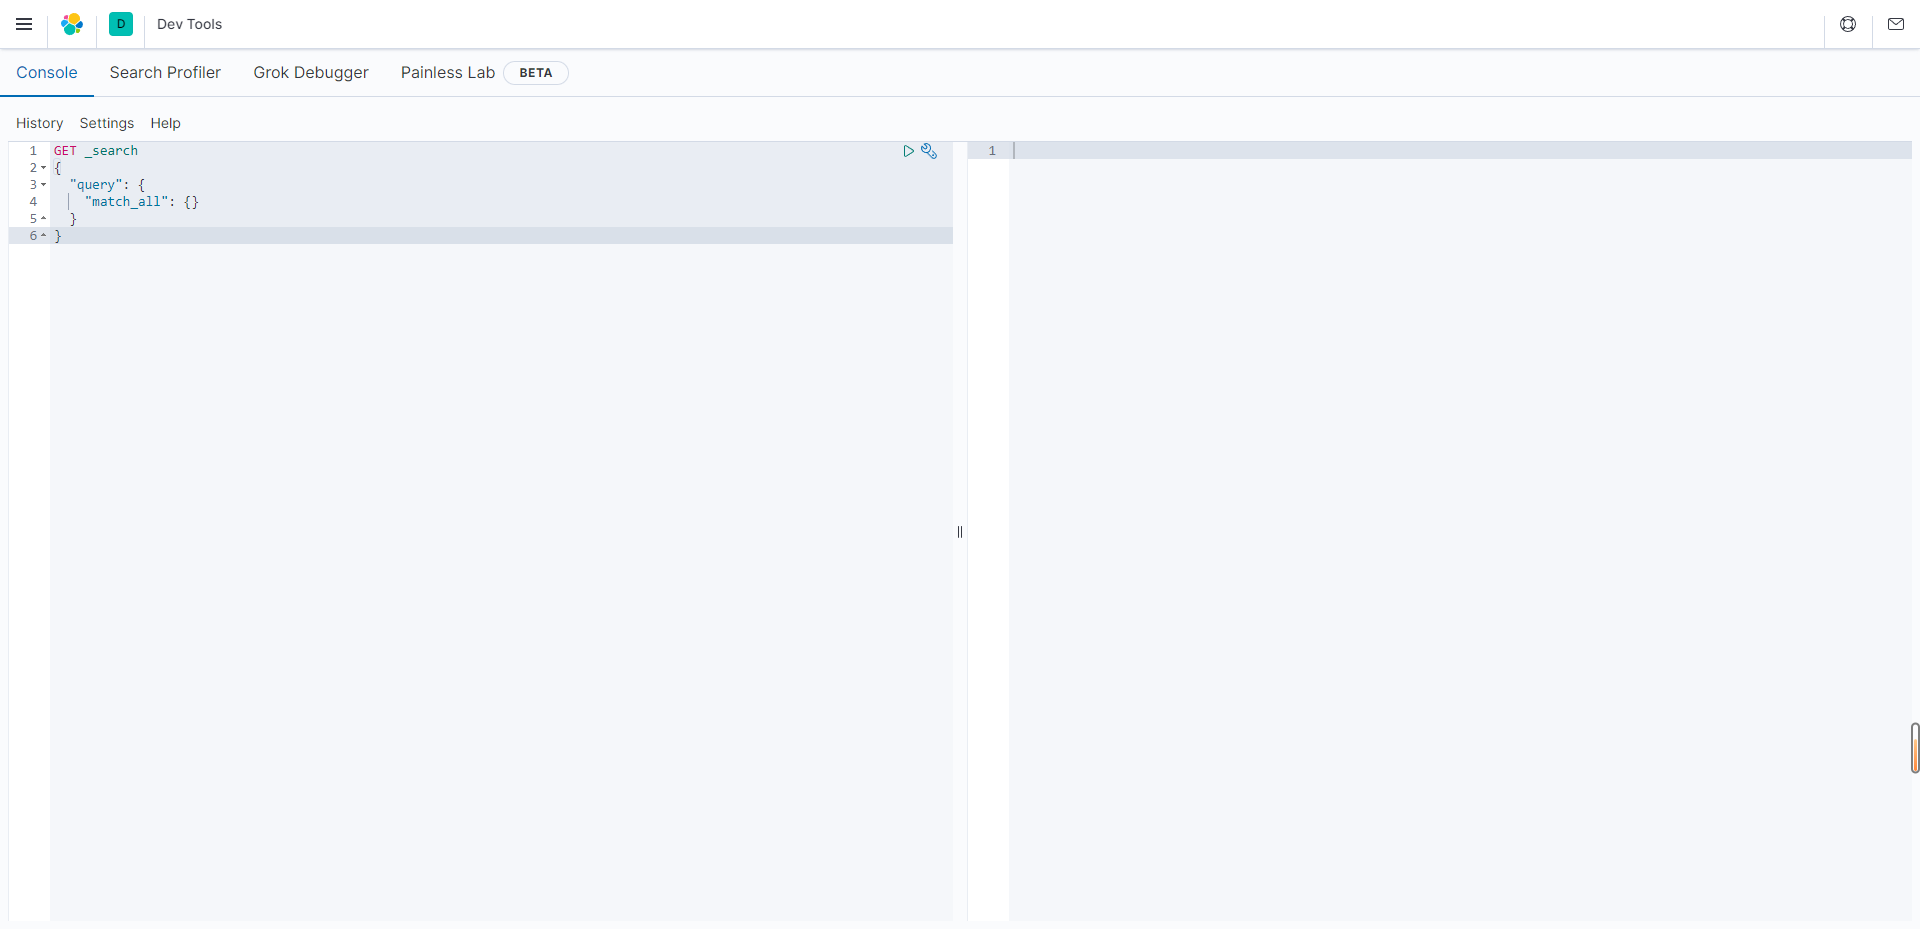 D Dev Tools
Console Search Profiler Grok Debugger Painless Lab BETA
History Settings Help
1 GET _search
2 {
3 "query": {
4 "match_all": {}
5 }
6 }
1